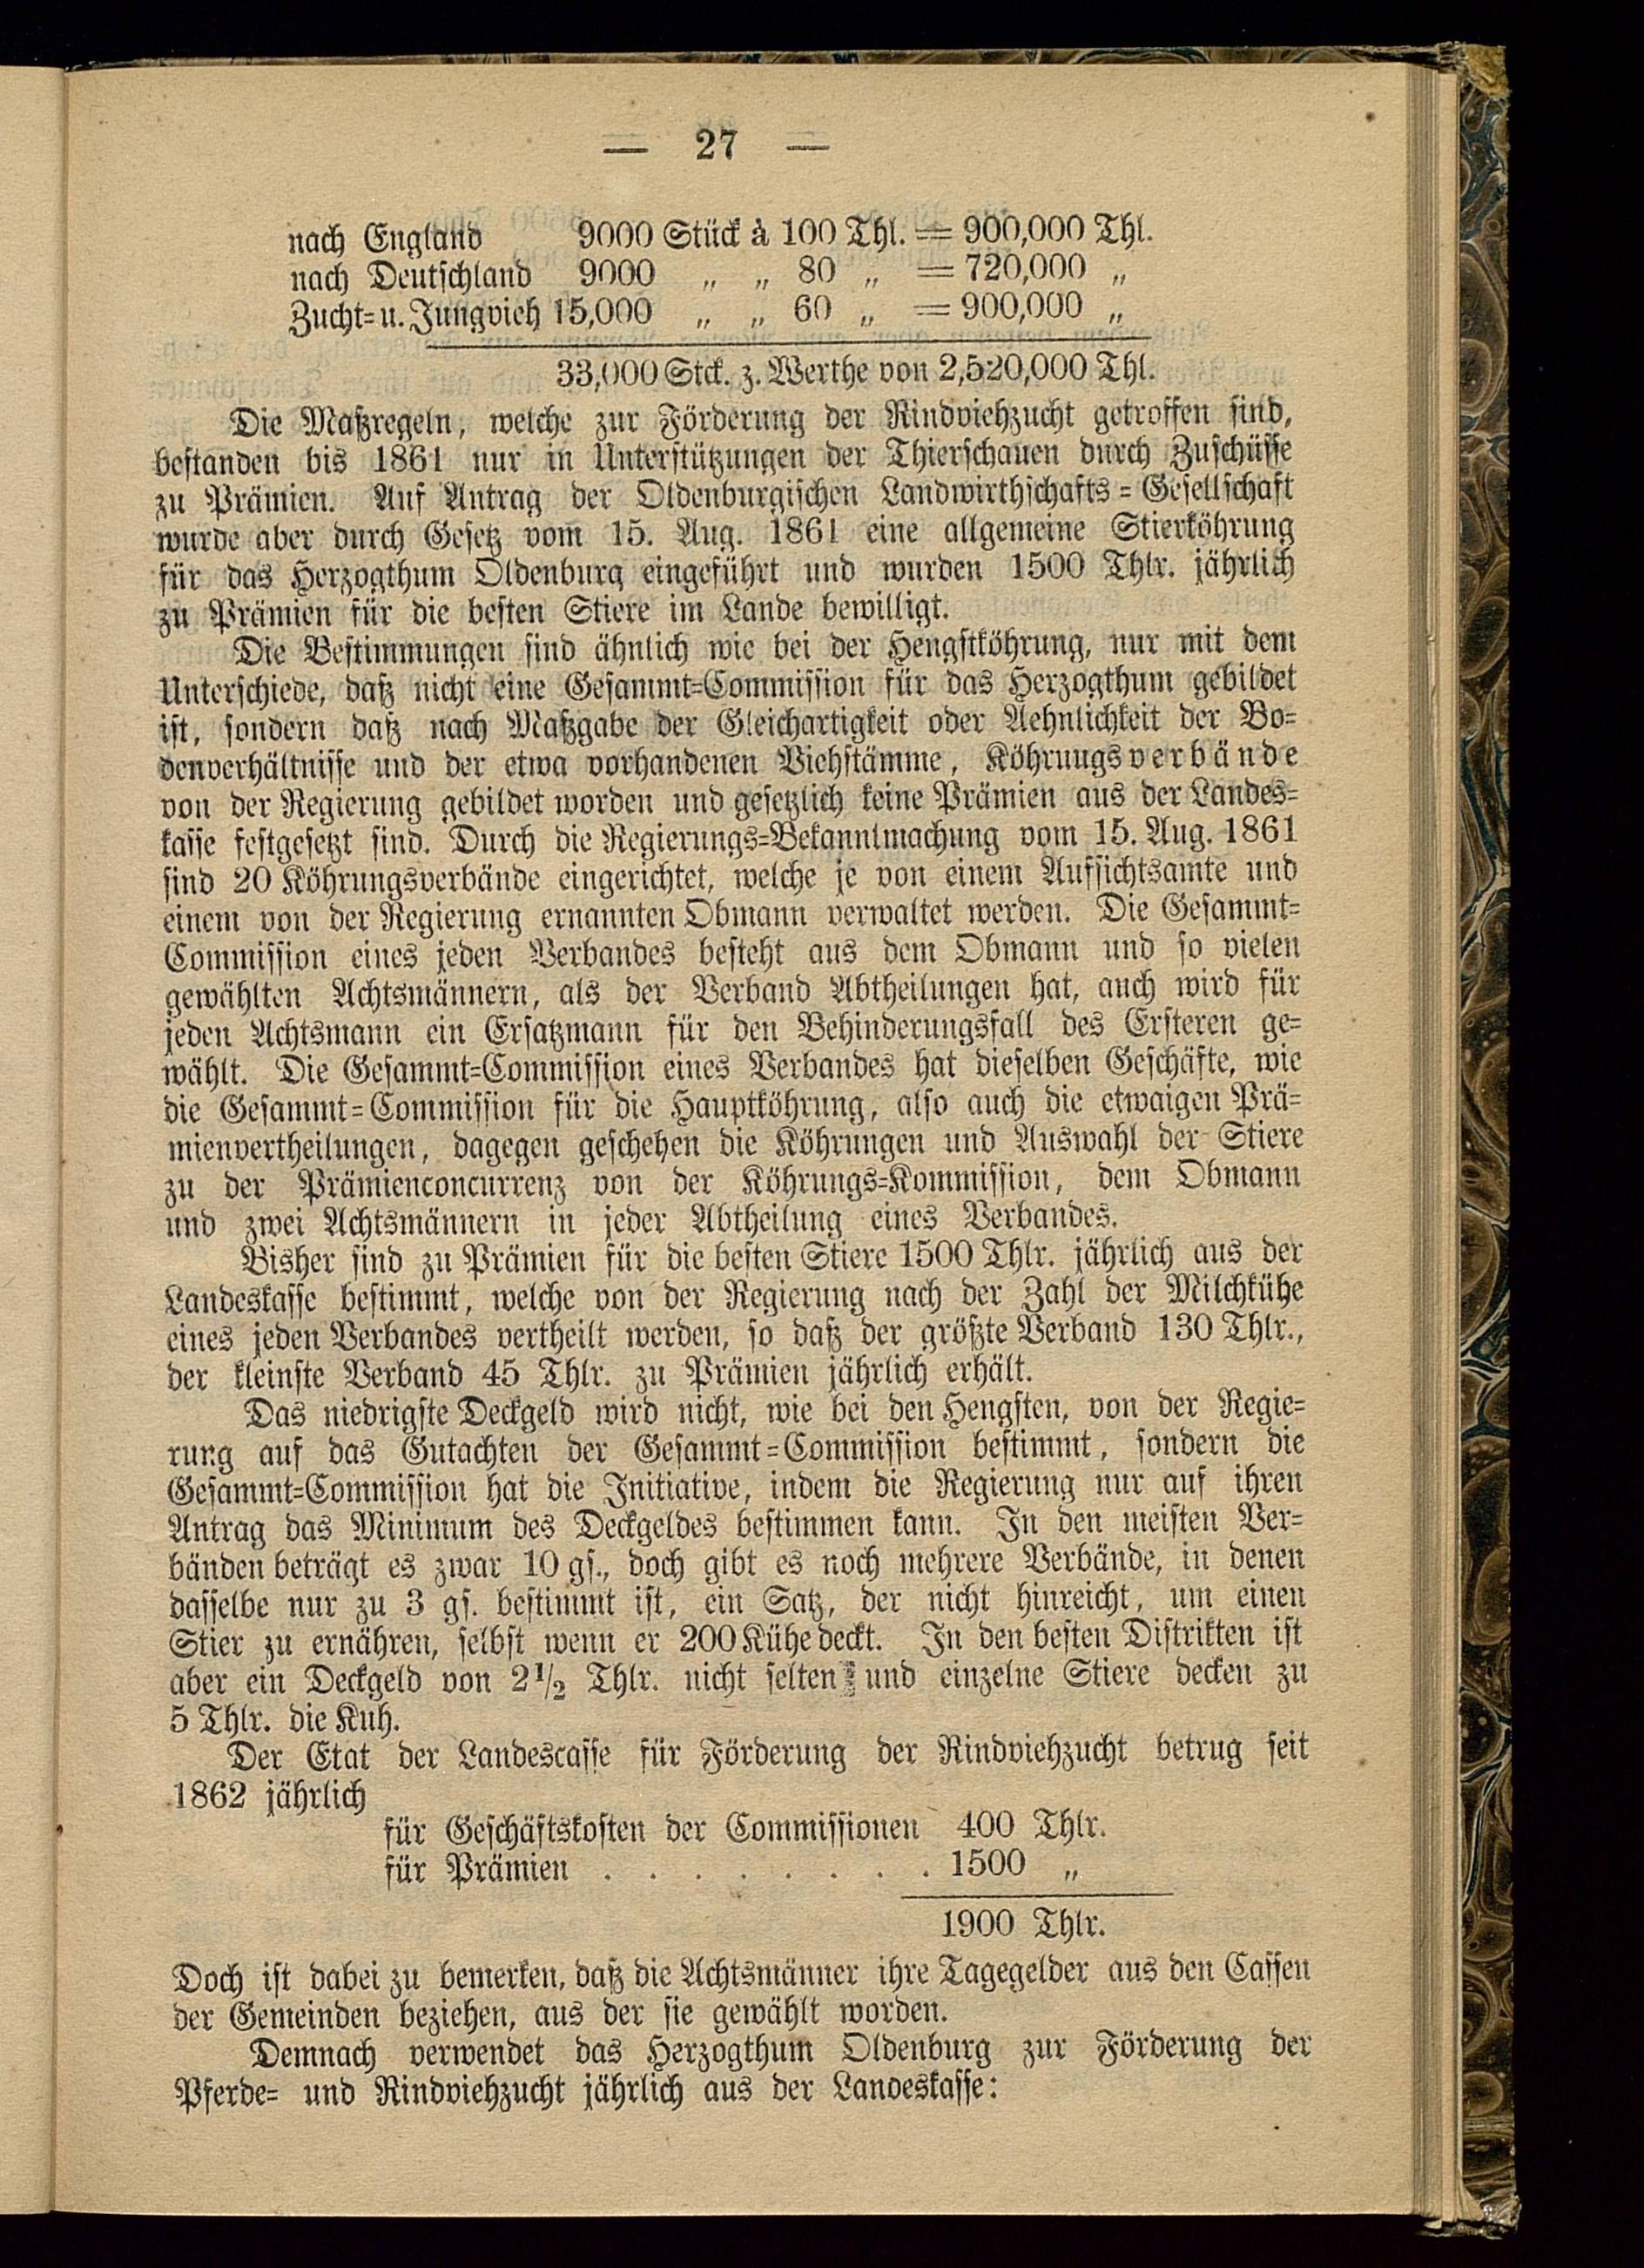 — 27 —
nach England 9000 Stück à 100 Thl. = 900,000 Thl.
nach Deutschland 9000 „ „ 80 „ = 720,000 „
Zucht= u. Jungvieh 15,000 „ „ 60 „ = 900,000 „
33,000 Stck. z. Werthe von 2,520,000 Thl.
Die Maßregeln, welche zur Förderung der Rindviehzucht getroffen sind,
bestanden bis 1861 nur in Unterstützungen der Thierschauen durch Zuschüsse
zu Prämien. Auf Antrag der Oldenburgischen Landwirthschafts=Gesellschaft
wurde aber durch Gesetz vom 15. Aug. 1861 eine allgemeine Stierköhrung
für das Herzogthum Oldenburg eingeführt und wurden 1500 Thlr. jährlich
zu Prämien für die besten Stiere im Lande bewilligt.
Die Bestimmungen sind ähnlich wie bei der Hengstköhrung, nur mit dem
Unterschiede, daß nicht eine Gesammt=Commission für das Herzogthum gebildet
ist, sondern daß nach Maßgabe der Gleichartigkeit oder Aehnlichkeit der Bo=
denverhältnisse und der etwa vorhandenen Viehstämme, Köhrungsverbände
von der Regierung gebildet worden und gesetzlich keine Prämien aus der Landes=
kasse festgesetzt sind. Durch die Regierungs=Bekanntmachung vom 15. Aug. 1861
sind 20 Köhrungsverbände eingerichtet, welche je von einem Aufsichtsamte und
einem von der Regierung ernannten Obmann verwaltet werden. Die Gesammt=
Commission eines jeden Verbandes besteht aus dem Obmann und so vielen
gewählten Achtsmännern, als der Verband Abtheilungen hat, auch wird für
jeden Achtsmann ein Ersatzmann für den Behinderungsfall des Ersteren ge=
wählt. Die Gesammt=Commission eines Verbandes hat dieselben Geschäfte, wie
die Gesammt=Commission für die Hauptköhrung, also auch die etwaigen Prä=
mienvertheilungen, dagegen geschehen die Köhrungen und Auswahl der Stiere
zu der Prämienconcurrenz von der Köhrungs=Kommission, dem Obmann
und zwei Achtsmännern in jeder Abtheilung eines Verbandes.
Bisher sind zu Prämien für die besten Stiere 1500 Thlr. jährlich aus der
Landeskasse bestimmt, welche von der Regierung nach der Zahl der Milchkühe
eines jeden Verbandes vertheilt werden, so daß der größte Verband 130 Thlr.,
der kleinste Verband 45 Thlr. zu Prämien jährlich erhält.
Das niedrigste Deckgeld wird nicht, wie bei den Hengsten, von der Regie=
rung auf das Gutachten der Gesammt=Commission bestimmt, sondern die
Gesammt=Commission hat die Initiative, indem die Regierung nur auf ihren
Antrag das Minimum des Deckgeldes bestimmen kann. In den meisten Ver=
bänden beträgt es zwar 10 gs., doch gibt es noch mehrere Verbände, in denen
dasselbe nur zu 3 gs. bestimmt ist, ein Satz, der nicht hinreicht, um einen
Stier zu ernähren, selbst wenn er 200 Kühe deckt. In den besten Distrikten ist
aber ein Deckgeld von 2½ Thlr. nicht selten und einzelne Stiere decken zu
5 Thlr. die Kuh.
Der Etat der Landescasse für Förderung der Rindviehzucht betrug seit
1862 jährlich
für Geschäftskosten der Commissionen 400 Thlr.
für Prämien . . . . . . . . 1500 „
1900 Thlr.
Doch ist dabei zu bemerken, daß die Achtsmänner ihre Tagegelder aus den Cassen
der Gemeinden beziehen, aus der sie gewählt worden.
Demnach verwendet das Herzogthum Oldenburg zur Förderung der
Pferde= und Rindviehzucht jährlich aus der Landeskasse: